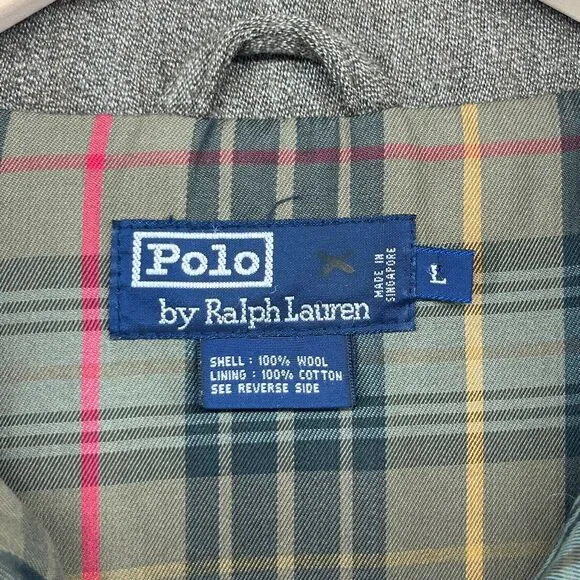 Polo
by Ralph Lauren
MADE IN
SINGAPORE
L
SHELL : 100% WOOL
LINING : 100% COTTON
SEE REVERSE SIDE